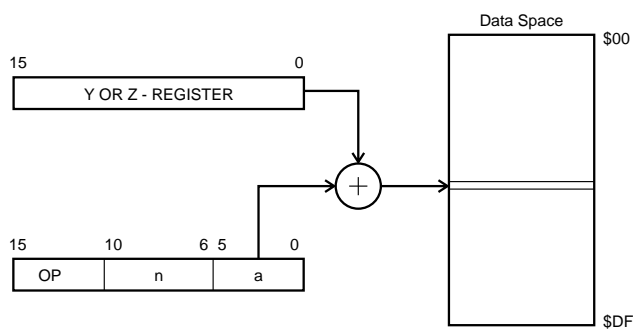 Data Space
$00
15 0
Y OR Z - REGISTER
+
15 10 6 5 0
OP n a
$DF